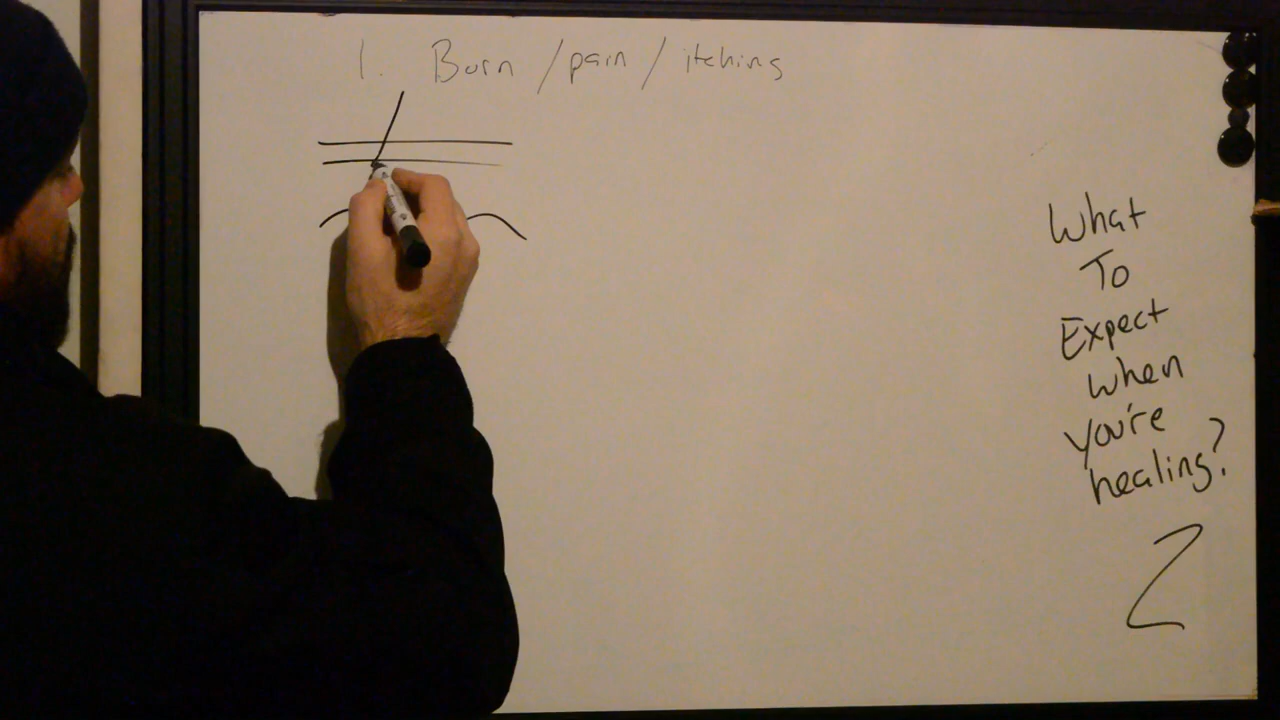 1. Burn / pain / itching
What
To
Expect
when
you're
healing?
2